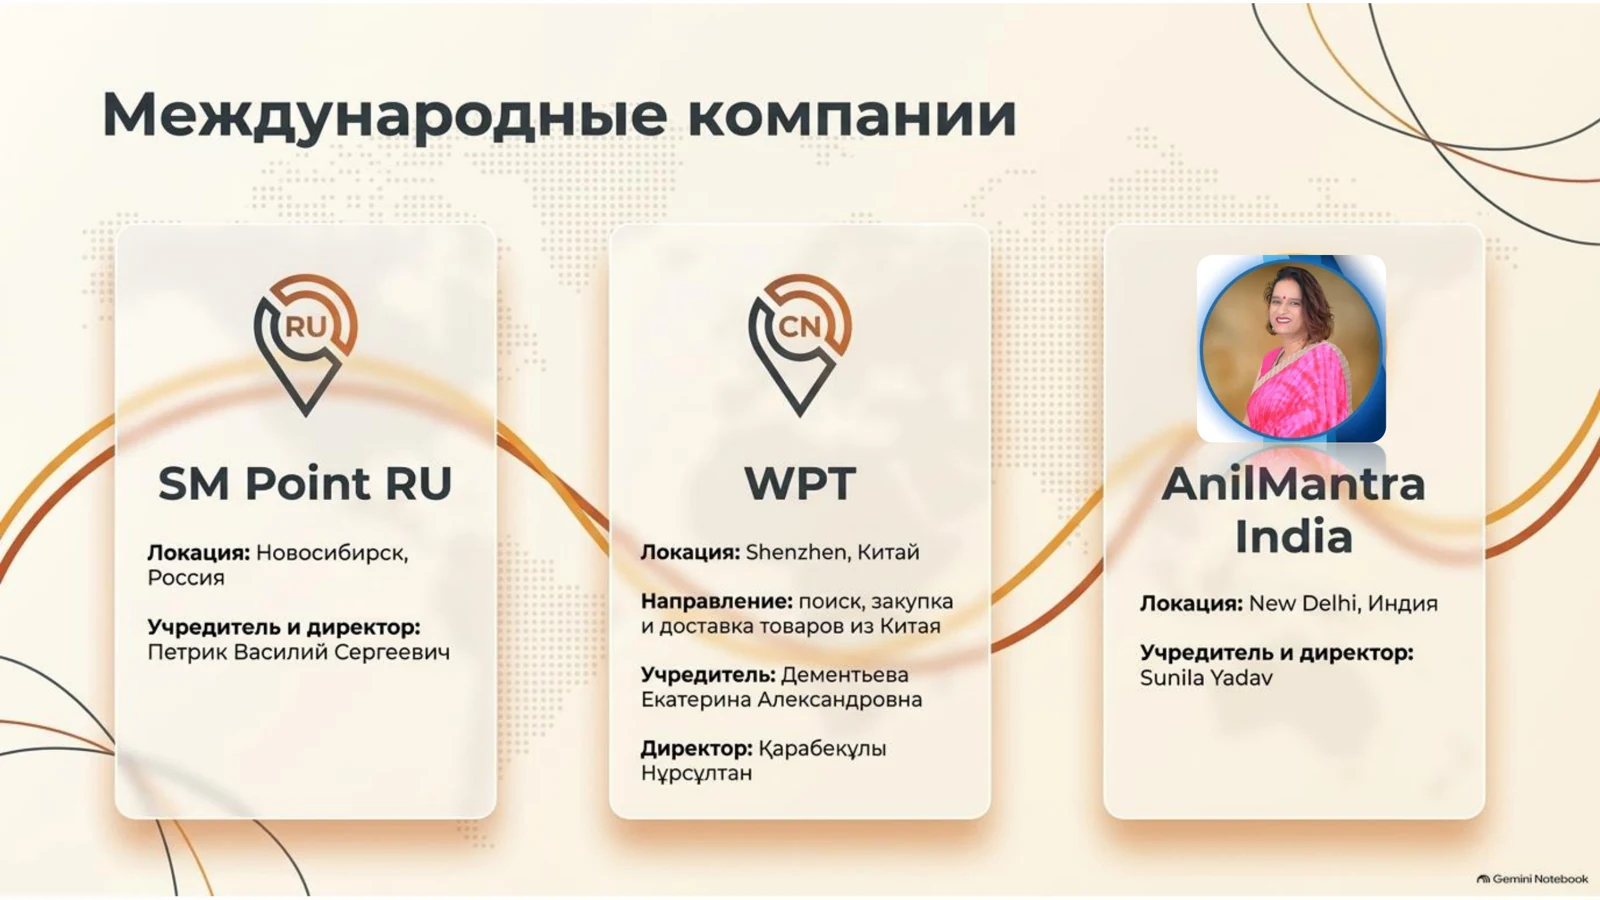 Международные компании
RU
SM Point RU
Локация: Новосибирск,
Россия
Учредитель и директор:
Петрик Василий Сергеевич
CN
WPT
Локация: Shenzhen, Китай
Направление: поиск, закупка
и доставка товаров из Китая
Учредитель: Дементьева
Екатерина Александровна
Директор: Қарабекұлы
Нұрсұлтан
AnilMantra
India
Локация: New Delhi, Индия
Учредитель и директор:
Sunila Yadav
Gemini Notebook